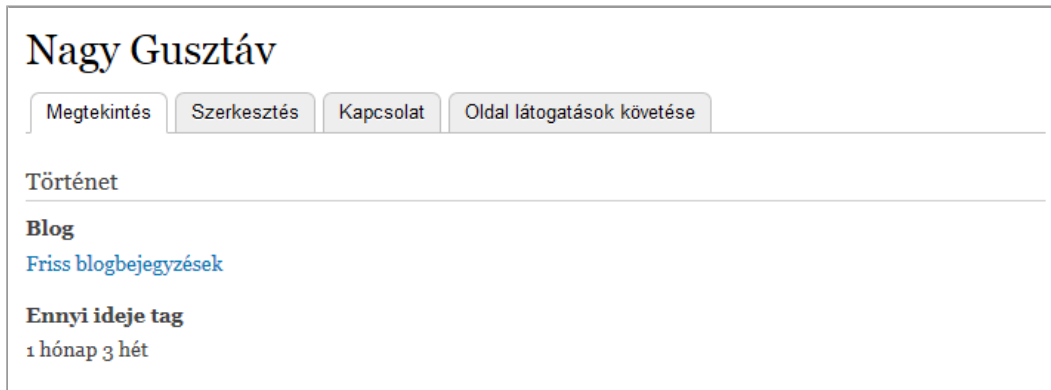 Nagy Gusztáv
Megtekintés Szerkesztés Kapcsolat Oldal látogatások követése
Történet
Blog
Friss blogbejegyzések
Ennyi ideje tag
1 hónap 3 hét